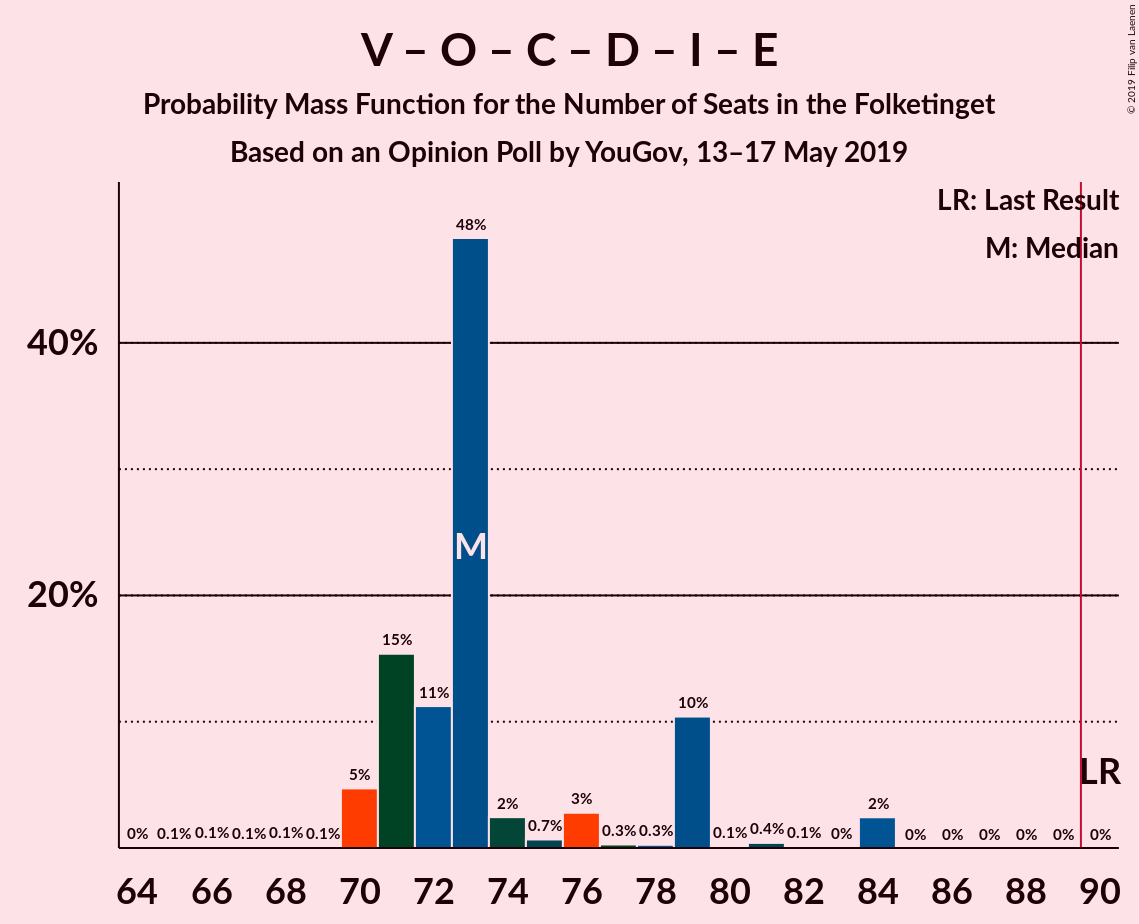 V – O – C – D – I – E
Probability Mass Function for the Number of Seats in the Folketinget
Based on an Opinion Poll by YouGov, 13–17 May 2019
© 2019 Filip van Laenen
LR: Last Result
M: Median
40%
20%
0% 0.1% 0.1% 0.1% 0.1% 0.1% 5% 15% 11% 48% 2% 0.7% 3% 0.3% 0.3% 10% 0.1% 0.4% 0.1% 0% 2% 0% 0% 0% 0% 0% 0%
M
LR
64 66 68 70 72 74 76 78 80 82 84 86 88 90